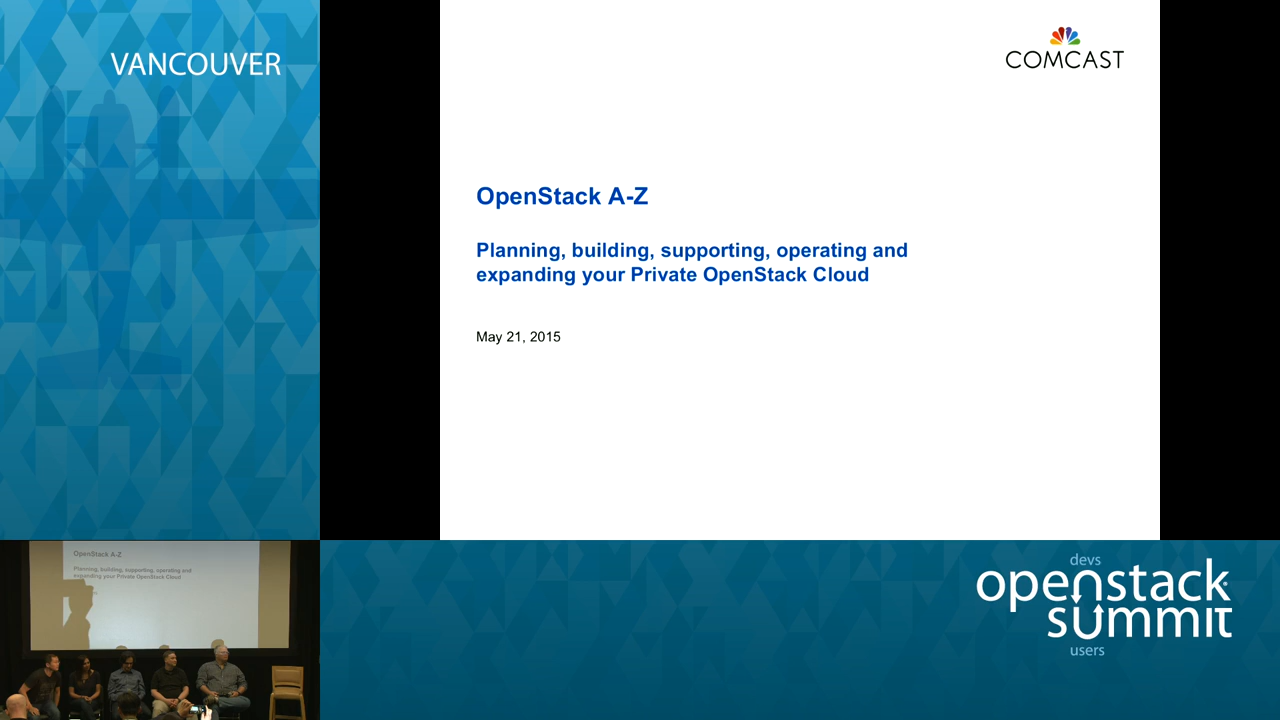 VANCOUVER
COMCAST
OpenStack A-Z
Planning, building, supporting, operating and
expanding your Private OpenStack Cloud
May 21, 2015
OpenStack A-Z
Planning, building, supporting, operating and
expanding your Private OpenStack Cloud
devs
openstack
summit
users